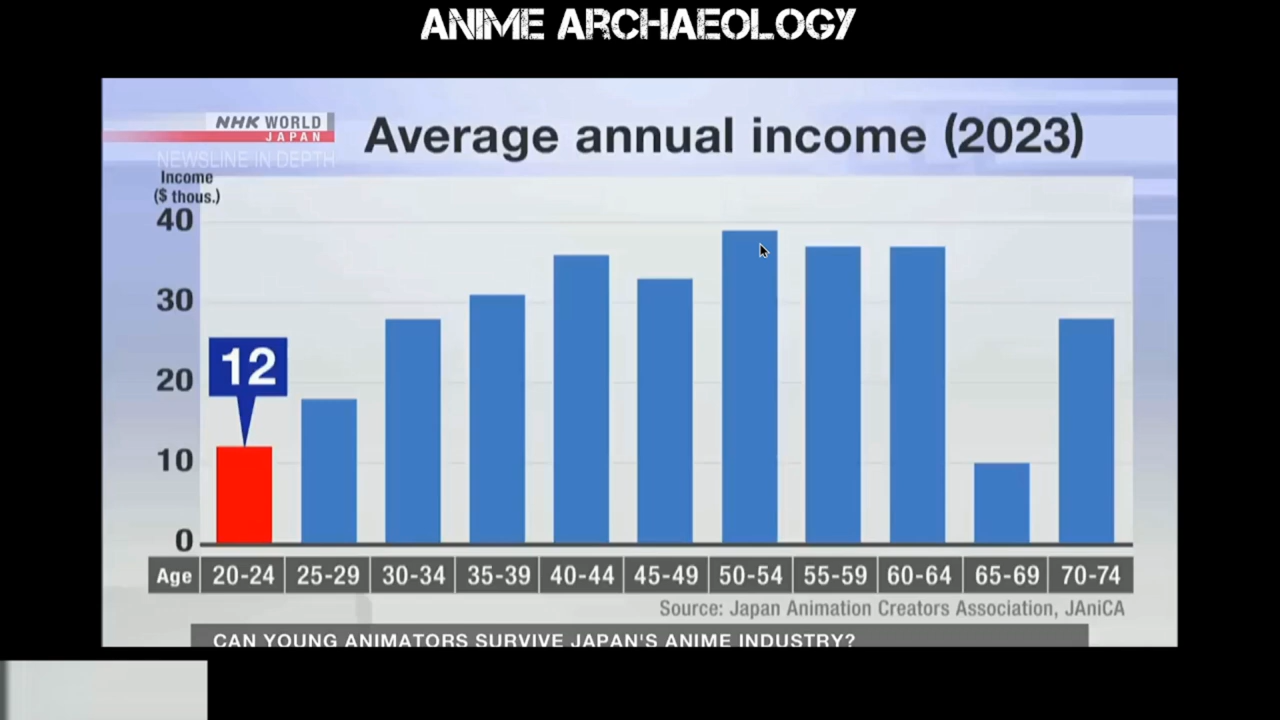 ANIME ARCHAEOLOGY
NHK WORLD
JAPAN
Average annual income (2023)
NEWSLINE IN DEPTH
Income
($ thous.)
40
30
20
12
10
0
Age 20-24 25-29 30-34 35-39 40-44 45-49 50-54 55-59 60-64 65-69 70-74
Source: Japan Animation Creators Association, JAniCA
CAN YOUNG ANIMATORS SURVIVE JAPAN'S ANIME INDUSTRY?